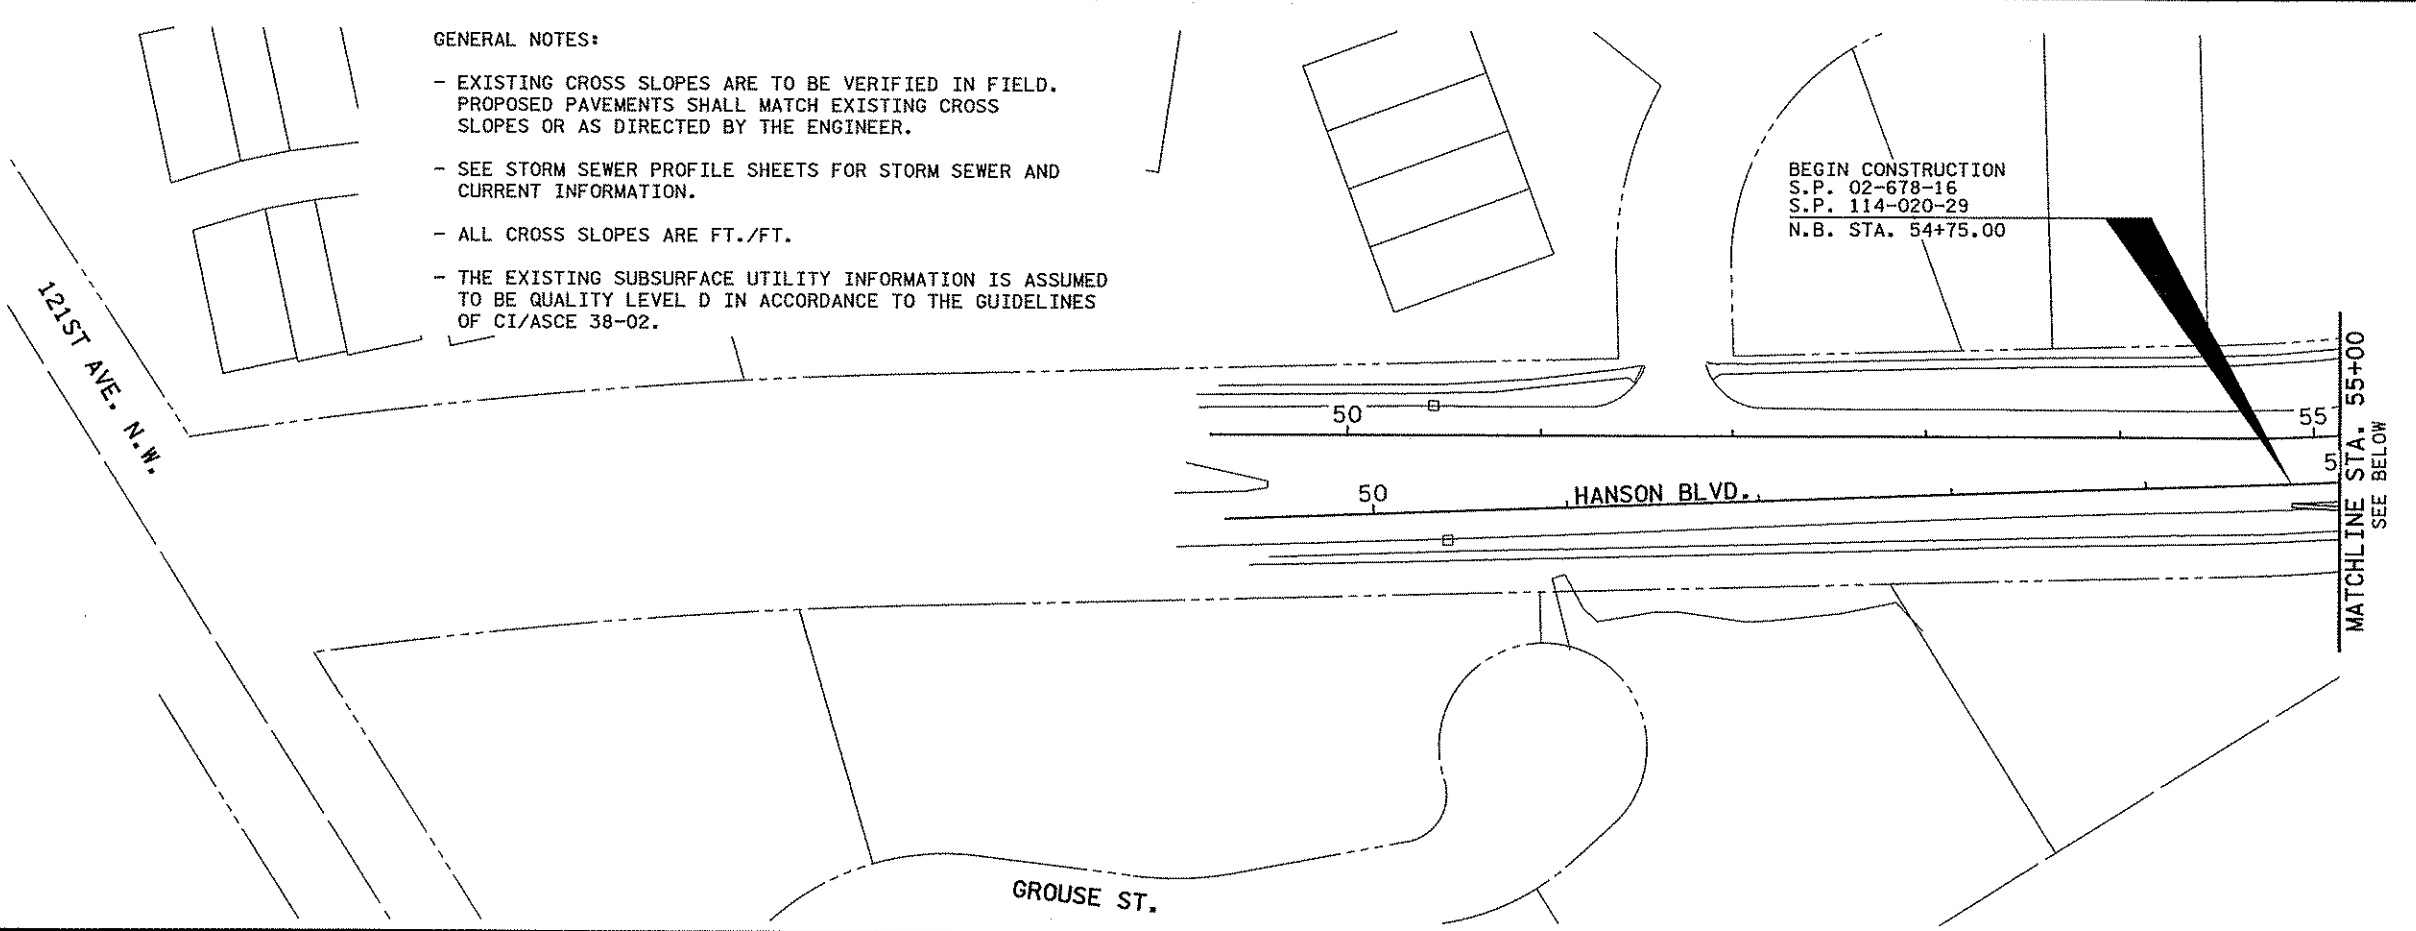 GENERAL NOTES:
- EXISTING CROSS SLOPES ARE TO BE VERIFIED IN FIELD.
PROPOSED PAVEMENTS SHALL MATCH EXISTING CROSS
SLOPES OR AS DIRECTED BY THE ENGINEER.
- SEE STORM SEWER PROFILE SHEETS FOR STORM SEWER AND
CURRENT INFORMATION.
- ALL CROSS SLOPES ARE FT./FT.
- THE EXISTING SUBSURFACE UTILITY INFORMATION IS ASSUMED
TO BE QUALITY LEVEL D IN ACCORDANCE TO THE GUIDELINES
OF CI/ASCE 38-02.
BEGIN CONSTRUCTION
S.P. 02-678-16
S.P. 114-020-29
N.B. STA. 54+75.00
121ST AVE. N.W.
50
55
5
50
HANSON BLVD.
MATCHLINE STA. 55+00
SEE BELOW
GROUSE ST.